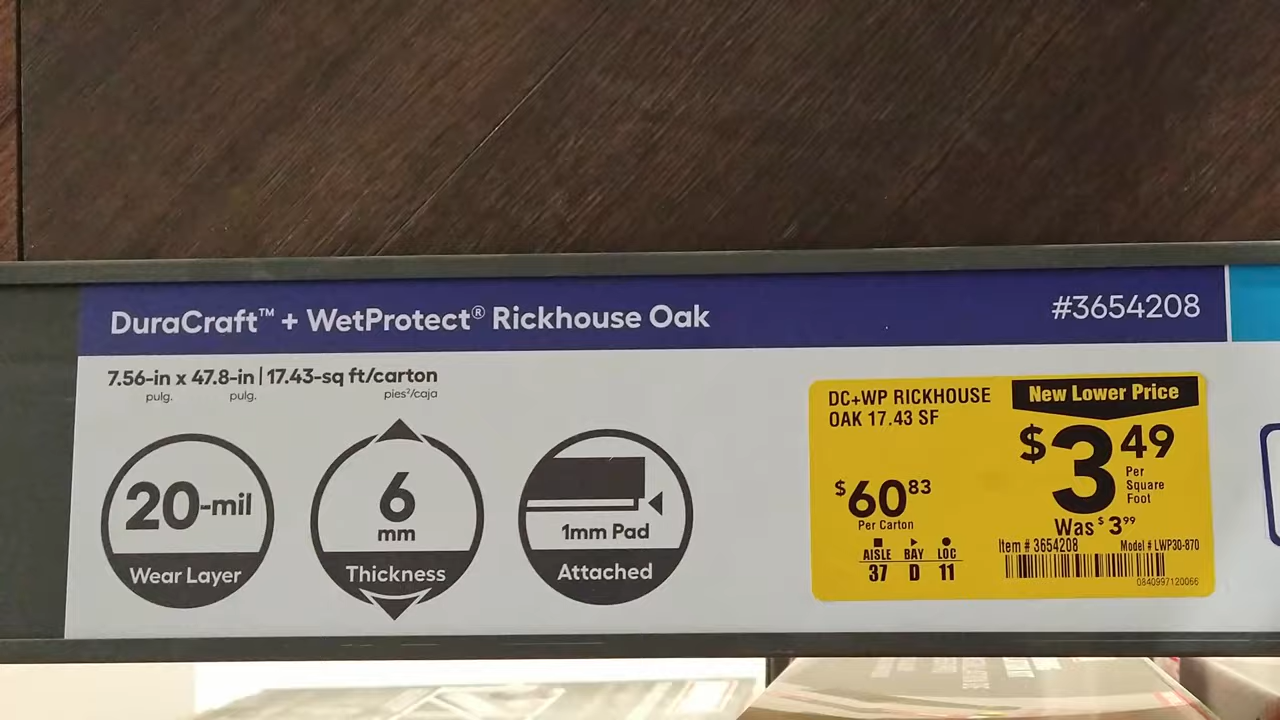 DuraCraft™ + WetProtect® Rickhouse Oak
#3654208
7.56-in x 47.8-in | 17.43-sq ft/carton
pulg. pulg. pies²/caja
20-mil
Wear Layer
6
mm
Thickness
1mm Pad
Attached
DC+WP RICKHOUSE
OAK 17.43 SF
$60 83
Per Carton
AISLE BAY LOC
37 D 11
New Lower Price
$3 49
Per
Square
Foot
Was $3 99
Item # 3654208 Model # LWP30-870
0840997120066